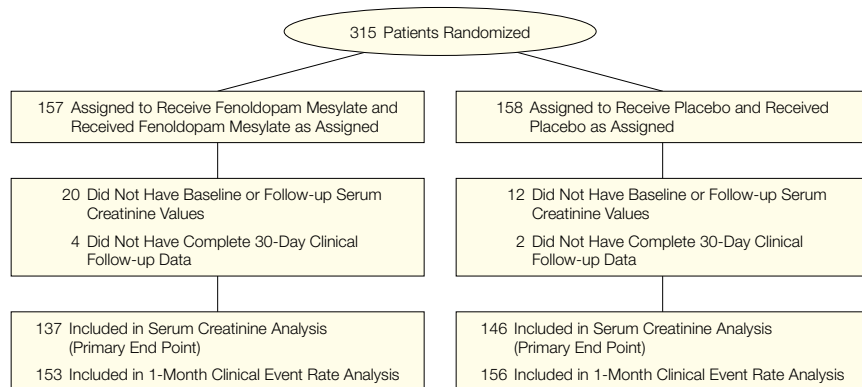 315 Patients Randomized
157 Assigned to Receive Fenoldopam Mesylate and
Received Fenoldopam Mesylate as Assigned
158 Assigned to Receive Placebo and Received
Placebo as Assigned
20 Did Not Have Baseline or Follow-up Serum
Creatinine Values
4 Did Not Have Complete 30-Day Clinical
Follow-up Data
12 Did Not Have Baseline or Follow-up Serum
Creatinine Values
2 Did Not Have Complete 30-Day Clinical
Follow-up Data
137 Included in Serum Creatinine Analysis
(Primary End Point)
153 Included in 1-Month Clinical Event Rate Analysis
146 Included in Serum Creatinine Analysis
(Primary End Point)
156 Included in 1-Month Clinical Event Rate Analysis